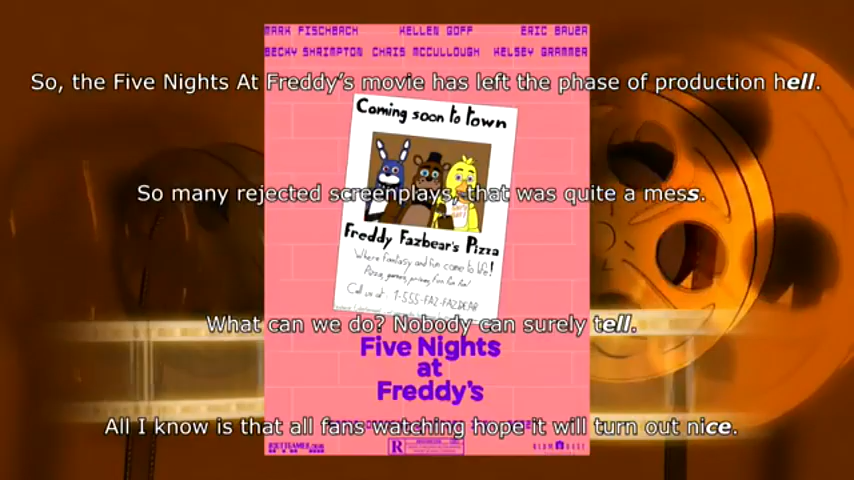 MARK FISCHBACH KELLEN GOFF ERIC BAUZA
BECKY SHRIMPTON CHRIS MCCULLOUGH KELSEY GRAMMER
So, the Five Nights At Freddy's movie has left the phase of production hell.
Coming soon to town
So many rejected screenplays, that was quite a mess.
Freddy Fazbear's Pizza
Where fantasy and fun come to life!
Pizza, games, prizes, fun fun fun!
Call us at: 1-555-FAZ-FAZBEAR
What can we do? Nobody can surely tell.
Five Nights
at
Freddy's
All I know is that all fans watching hope it will turn out nice.
R